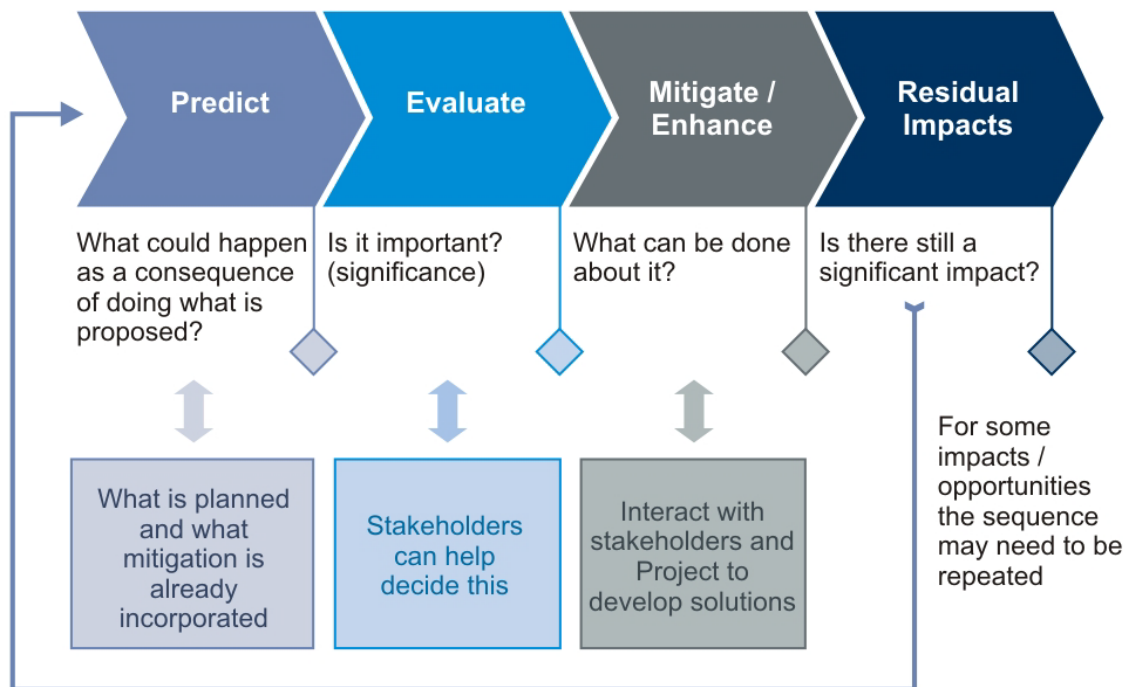 Predict
Evaluate
Mitigate /
Enhance
Residual
Impacts
What could happen
as a consequence
of doing what is
proposed?
Is it important?
(significance)
What can be done
about it?
Is there still a
significant impact?
What is planned
and what
mitigation is
already
incorporated
Stakeholders
can help
decide this
Interact with
stakeholders and
Project to
develop solutions
For some
impacts /
opportunities
the sequence
may need to be
repeated